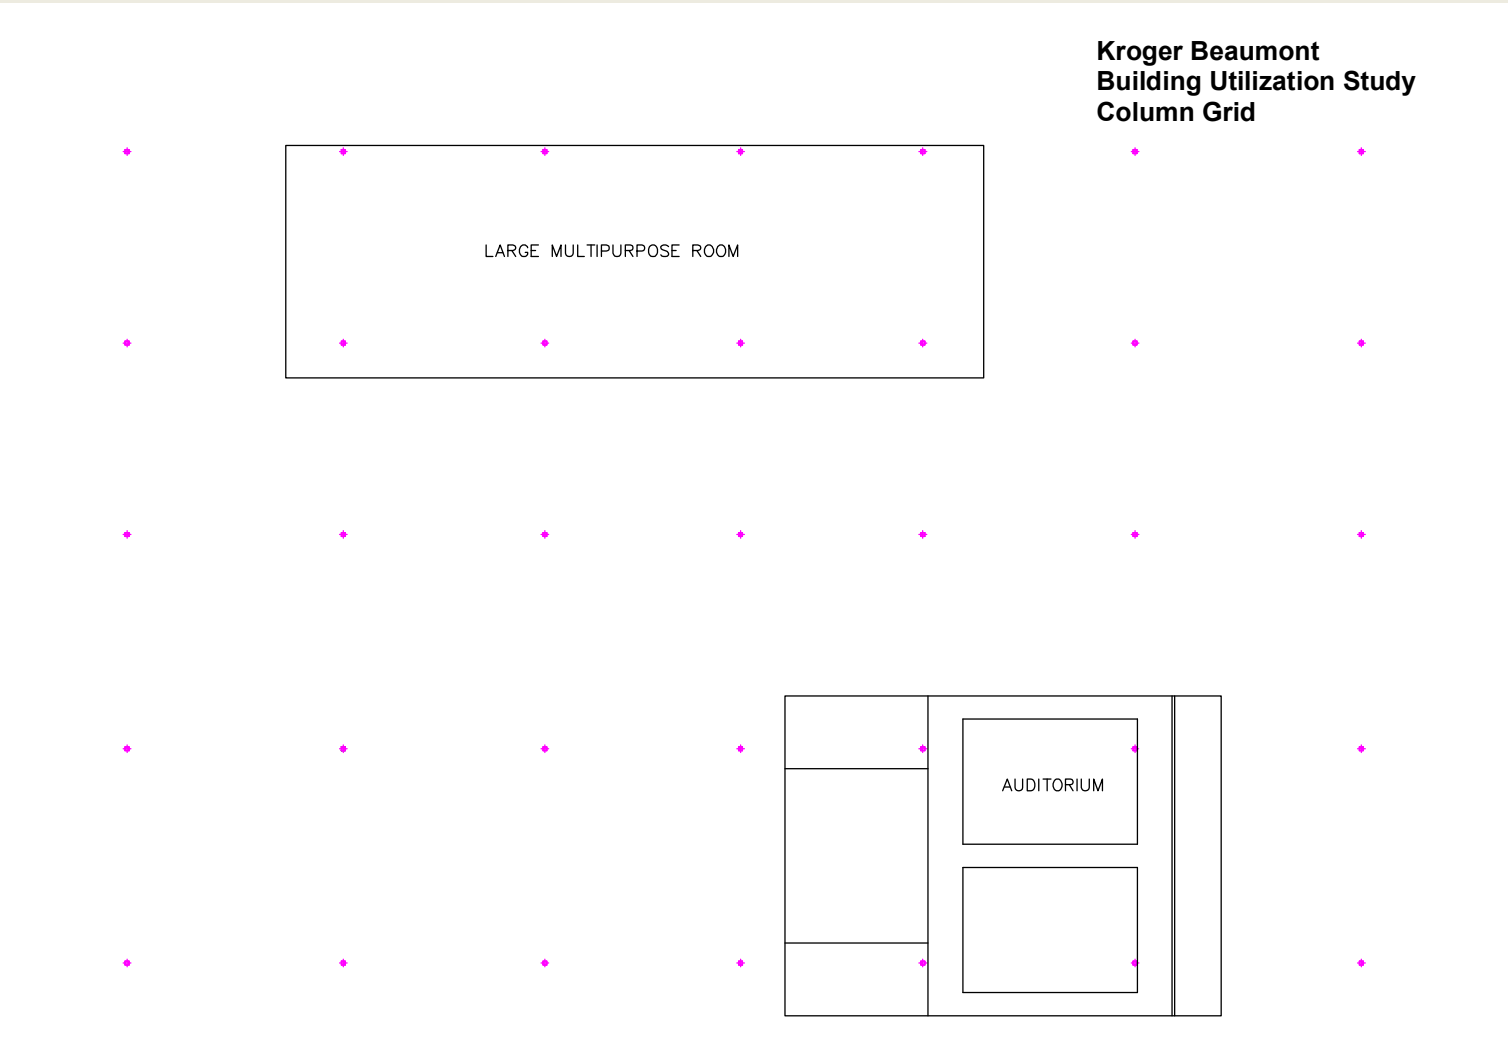 Kroger Beaumont
Building Utilization Study
Column Grid
LARGE MULTIPURPOSE ROOM
AUDITORIUM